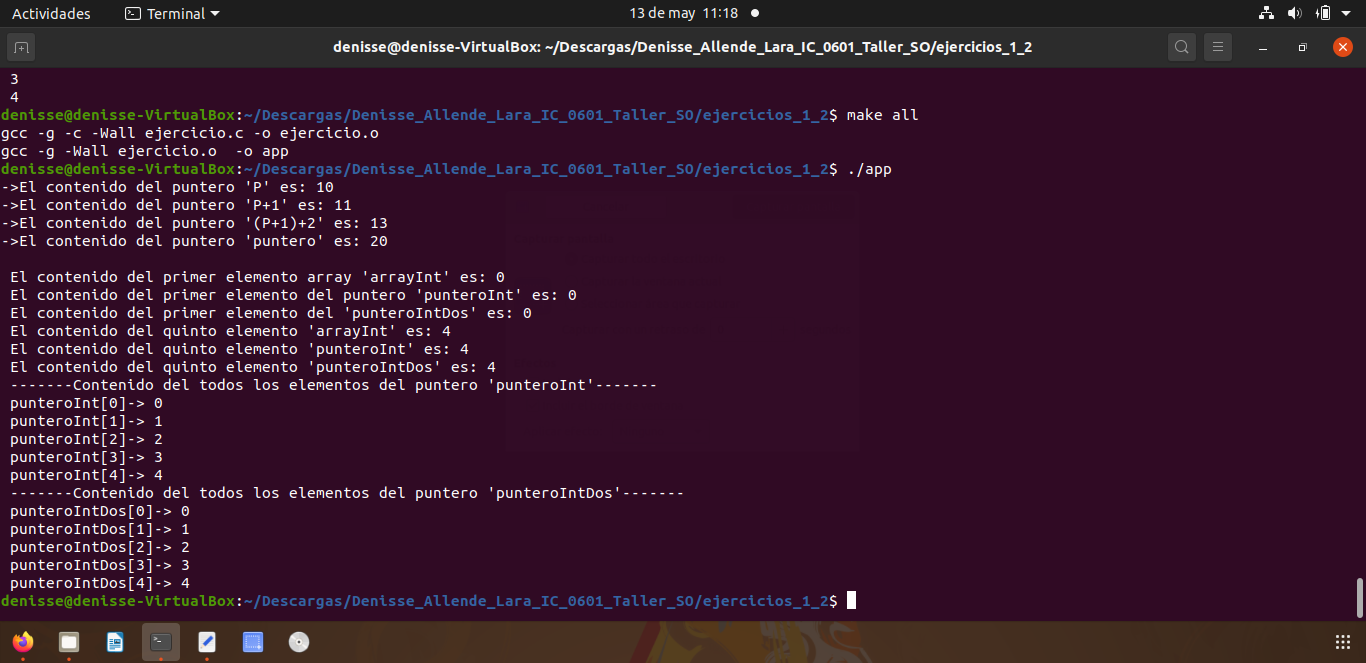 Actividades Terminal 13 de may 11:18
denisse@denisse-VirtualBox: ~/Descargas/Denisse_Allende_Lara_IC_0601_Taller_SO/ejercicios_1_2
3
4
denisse@denisse-VirtualBox:~/Descargas/Denisse_Allende_Lara_IC_0601_Taller_SO/ejercicios_1_2$ make all
gcc -g -c -Wall ejercicio.c -o ejercicio.o
gcc -g -Wall ejercicio.o  -o app
denisse@denisse-VirtualBox:~/Descargas/Denisse_Allende_Lara_IC_0601_Taller_SO/ejercicios_1_2$ ./app
->El contenido del puntero 'P' es: 10
->El contenido del puntero 'P+1' es: 11
->El contenido del puntero '(P+1)+2' es: 13
->El contenido del puntero 'puntero' es: 20
El contenido del primer elemento array 'arrayInt' es: 0
El contenido del primer elemento del puntero 'punteroInt' es: 0
El contenido del primer elemento del 'punteroIntDos' es: 0
El contenido del quinto elemento 'arrayInt' es: 4
El contenido del quinto elemento 'punteroInt' es: 4
El contenido del quinto elemento 'punteroIntDos' es: 4
-------Contenido del todos los elementos del puntero 'punteroInt'-------
punteroInt[0]-> 0
punteroInt[1]-> 1
punteroInt[2]-> 2
punteroInt[3]-> 3
punteroInt[4]-> 4
-------Contenido del todos los elementos del puntero 'punteroIntDos'-------
punteroIntDos[0]-> 0
punteroIntDos[1]-> 1
punteroIntDos[2]-> 2
punteroIntDos[3]-> 3
punteroIntDos[4]-> 4
denisse@denisse-VirtualBox:~/Descargas/Denisse_Allende_Lara_IC_0601_Taller_SO/ejercicios_1_2$